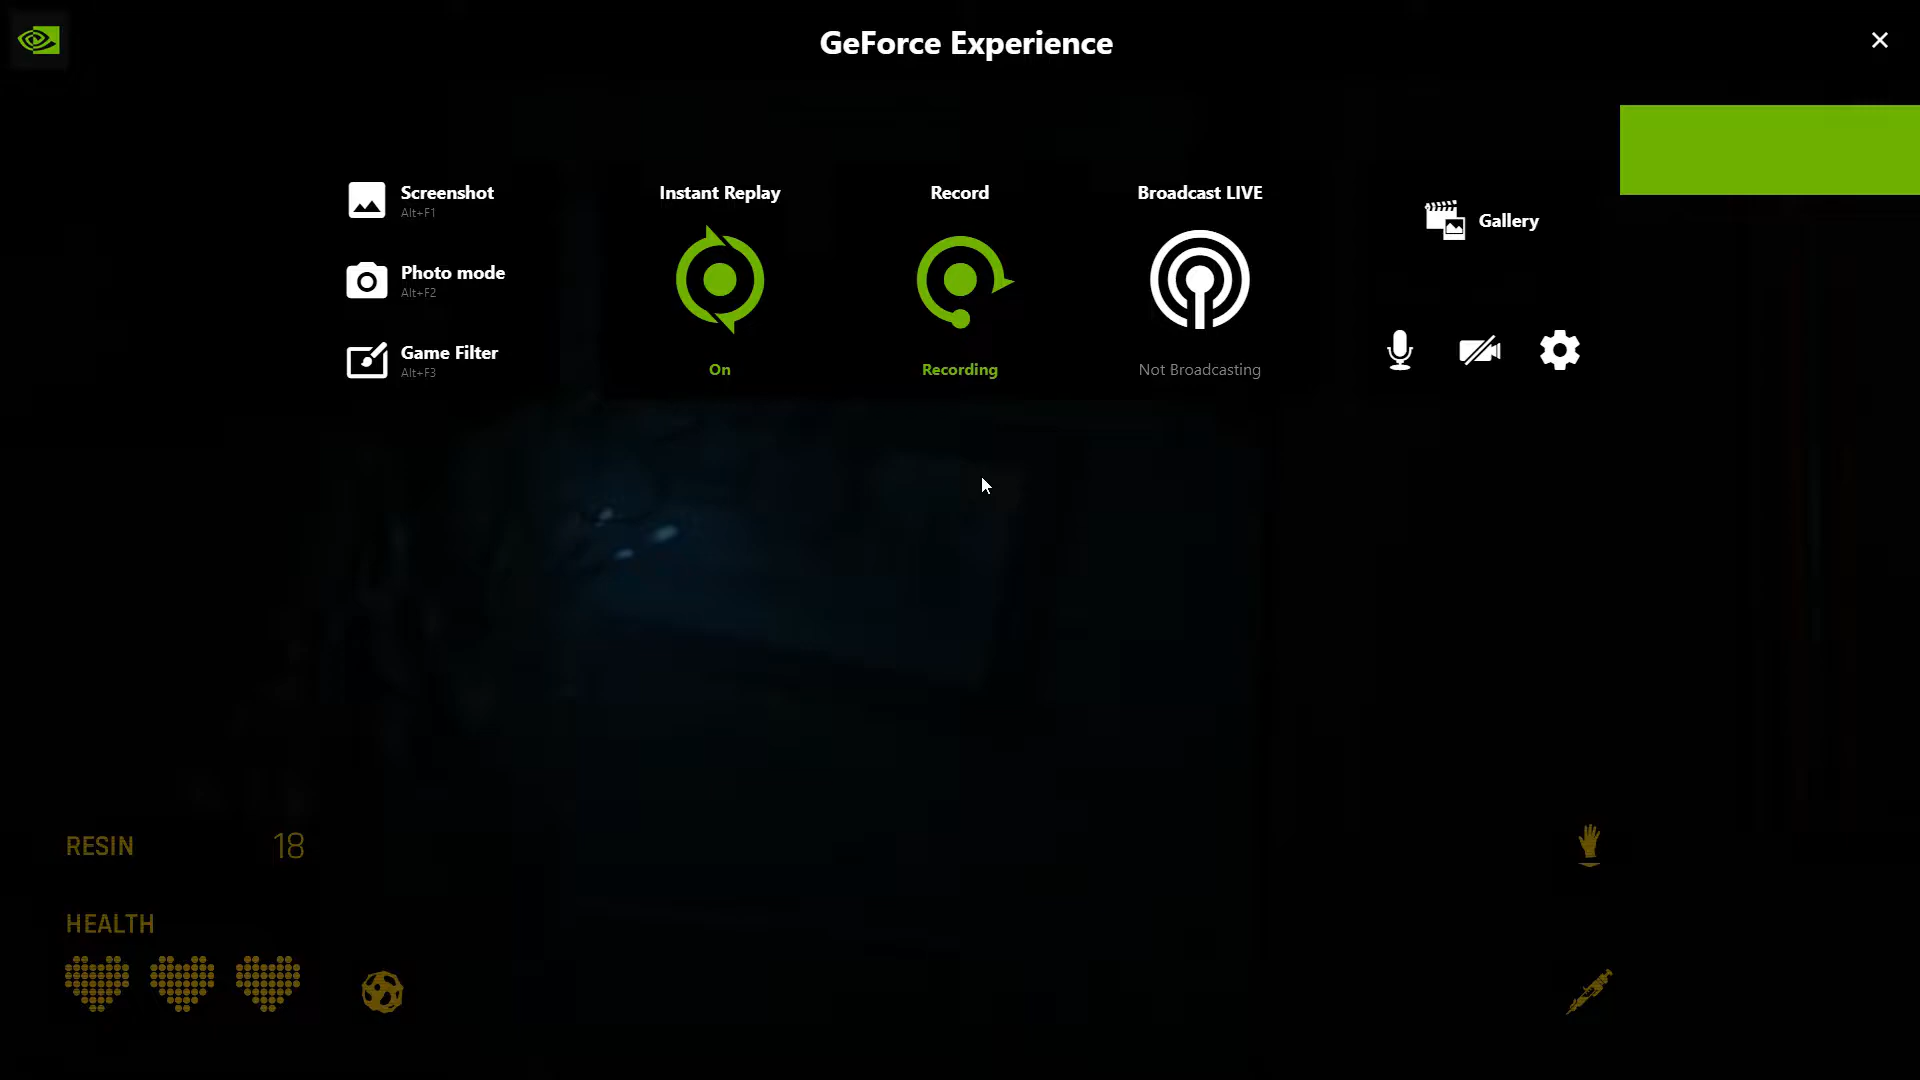 GeForce Experience
Screenshot
Alt+F1
Photo mode
Alt+F2
Game Filter
Alt+F3
Instant Replay
On
Record
Recording
Broadcast LIVE
Not Broadcasting
Gallery
RESIN 18
HEALTH